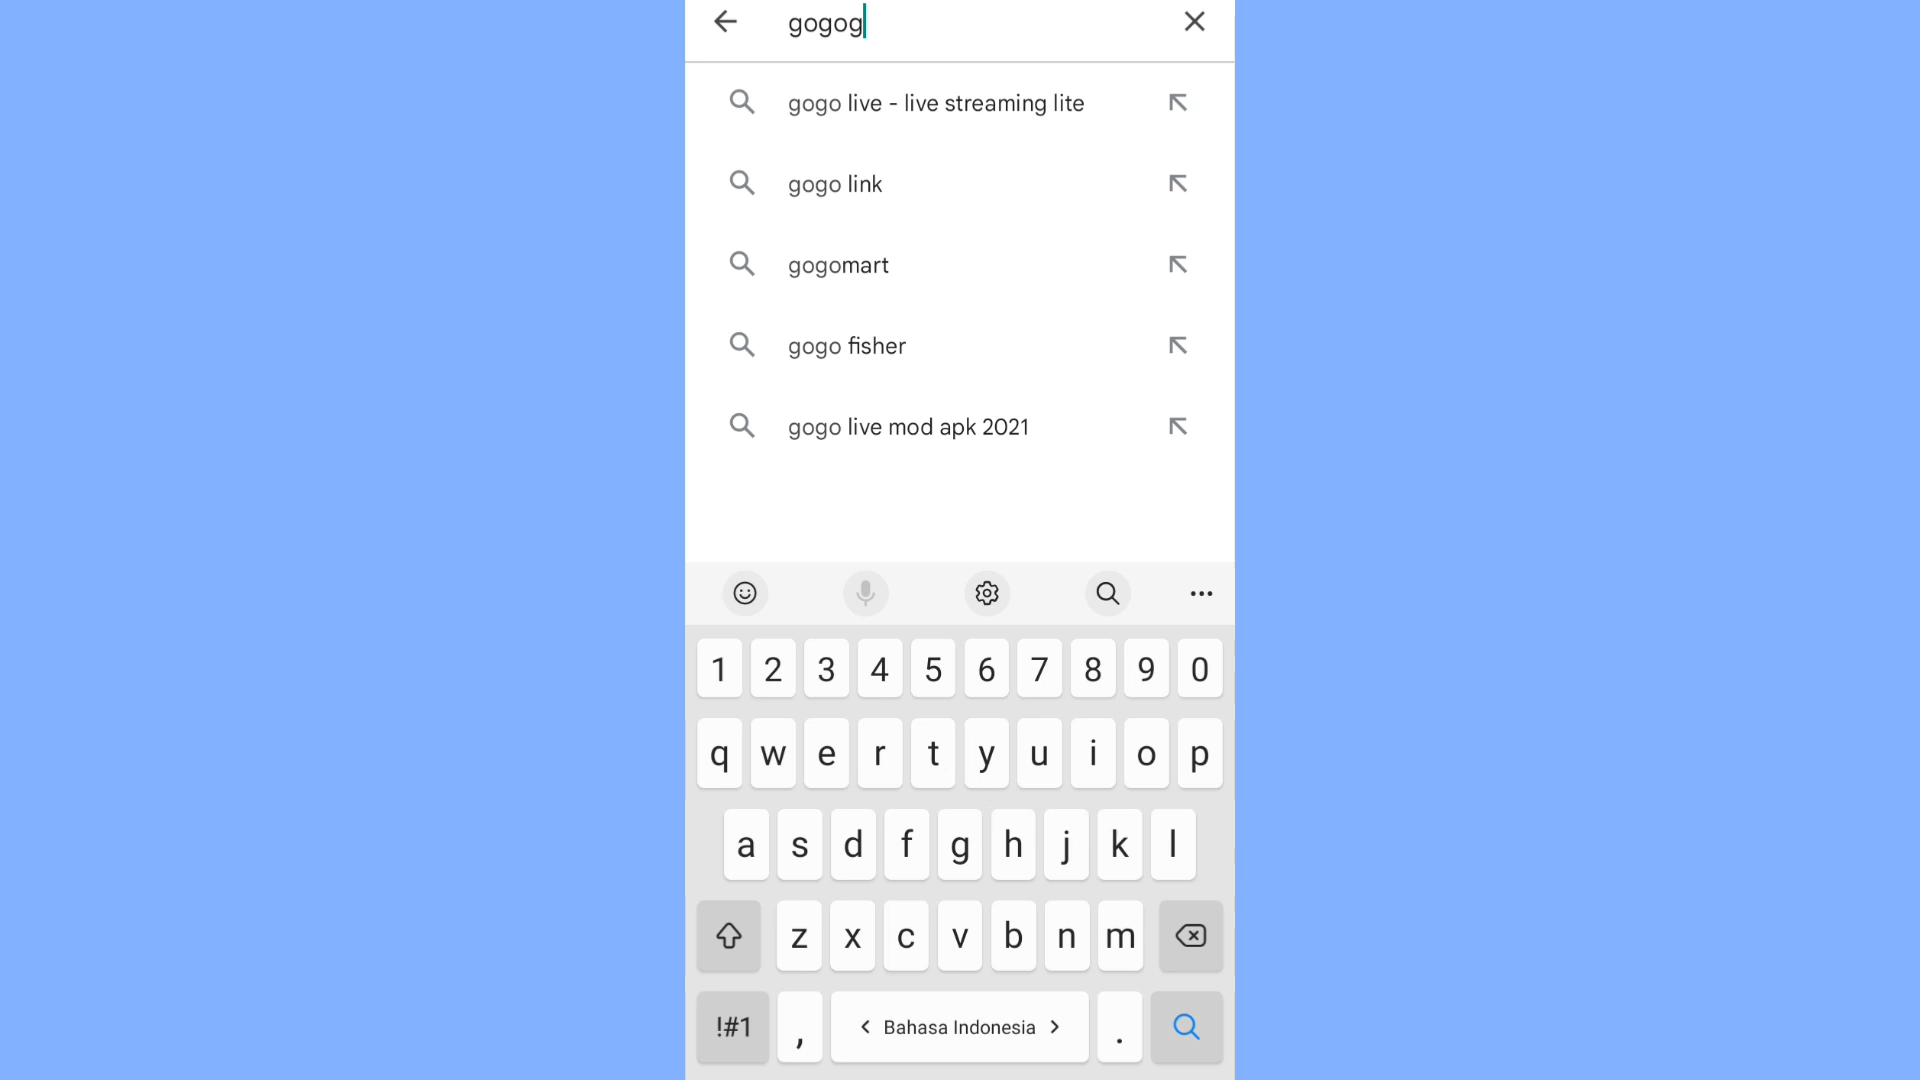 gogog
gogo live - live streaming lite
gogo link
gogomart
gogo fisher
gogo live mod apk 2021
1 2 3 4 5 6 7 8 9 0
q w e r t y u i o p
a s d f g h j k l
z x c v b n m
!#1 , < Bahasa Indonesia > .